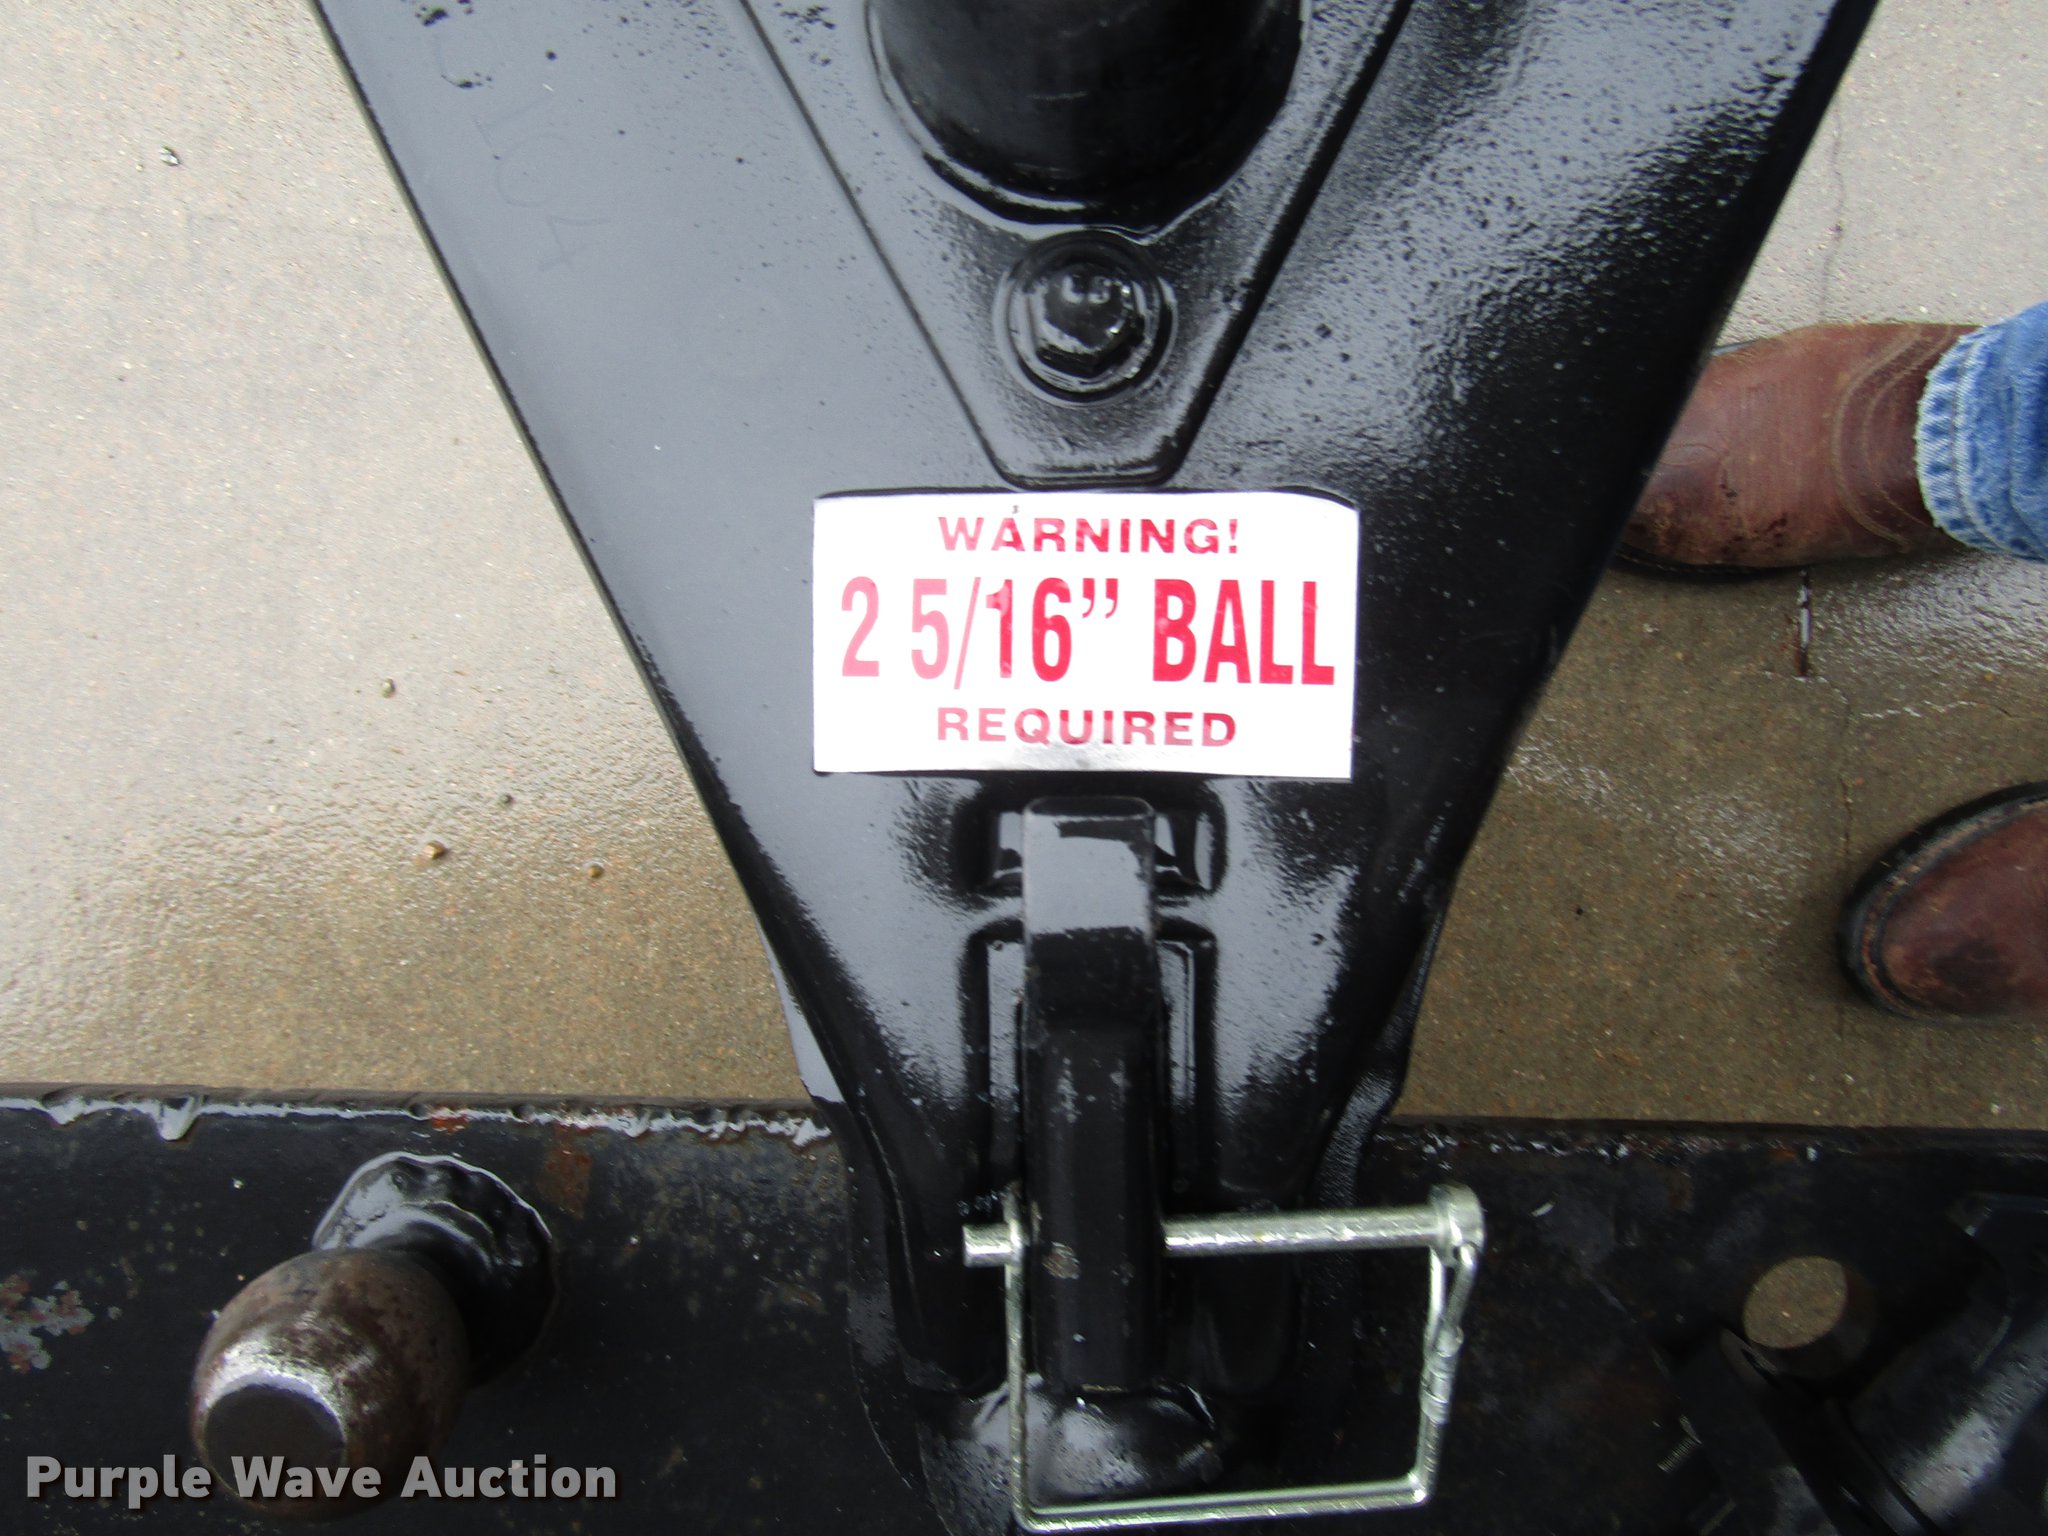 WARNING!
2 5/16” BALL
REQUIRED
Purple Wave Auction